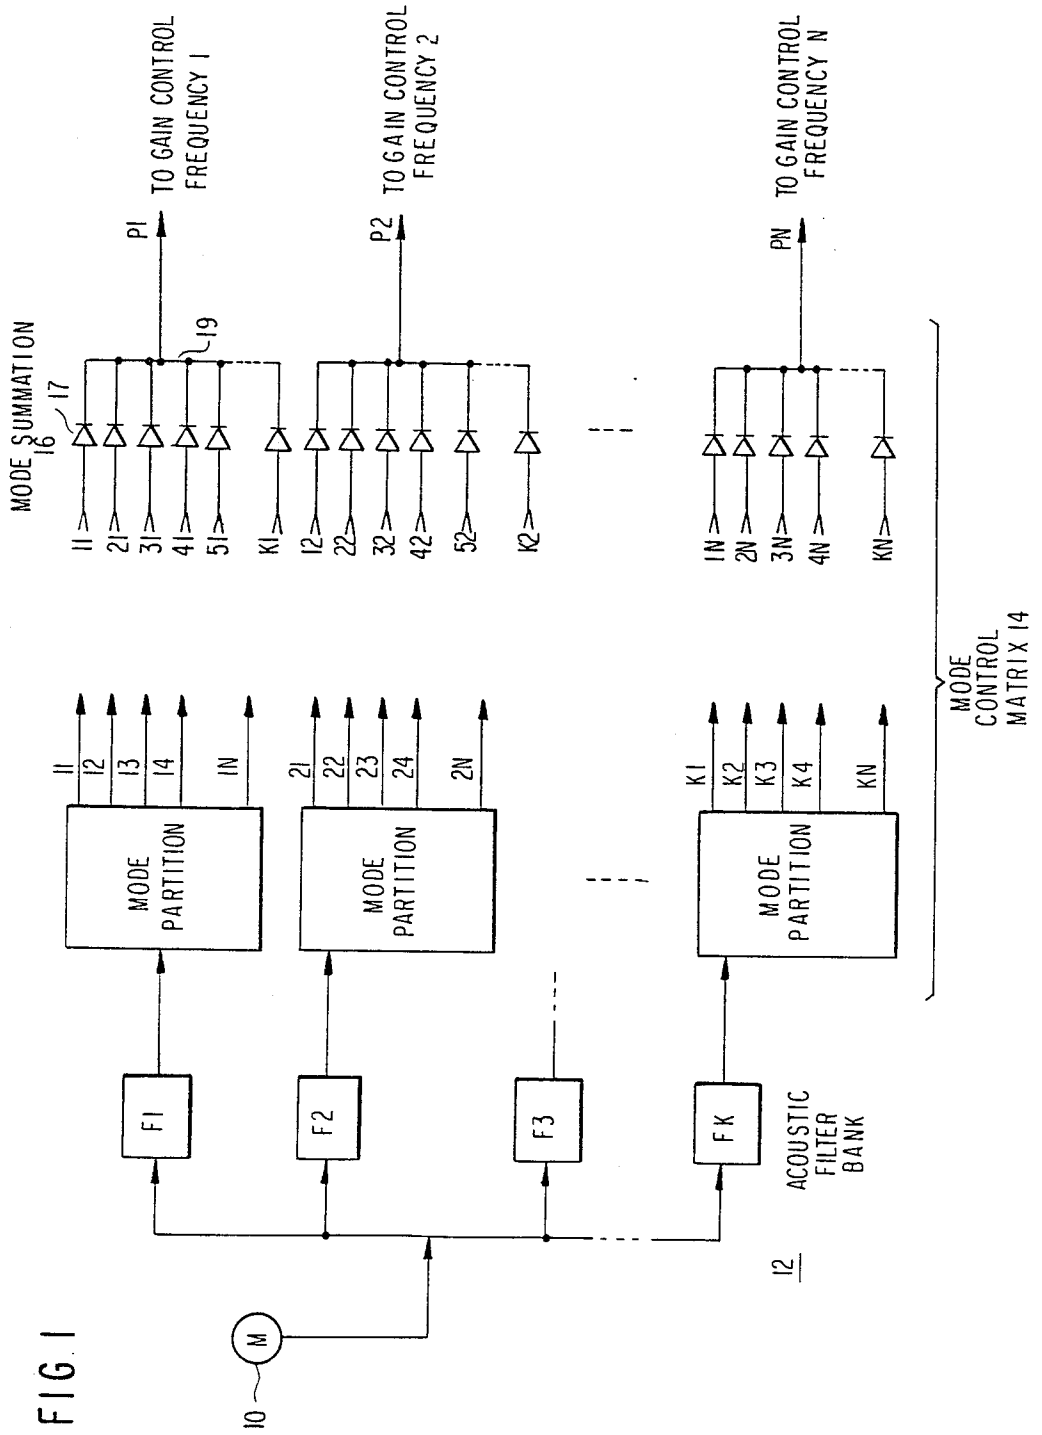 FIG. 1
10
M
12
ACOUSTIC
FILTER
BANK
F1
F2
F3
FK
MODE
PARTITION
MODE
PARTITION
MODE
PARTITION
11
12
13
14
1N
21
22
23
24
2N
K1
K2
K3
K4
KN
MODE
CONTROL
MATRIX 14
MODE SUMMATION
16
17
19
11
21
31
41
51
K1
12
22
32
42
52
K2
1N
2N
3N
4N
KN
P1
TO GAIN CONTROL
FREQUENCY 1
P2
TO GAIN CONTROL
FREQUENCY 2
PN
TO GAIN CONTROL
FREQUENCY N